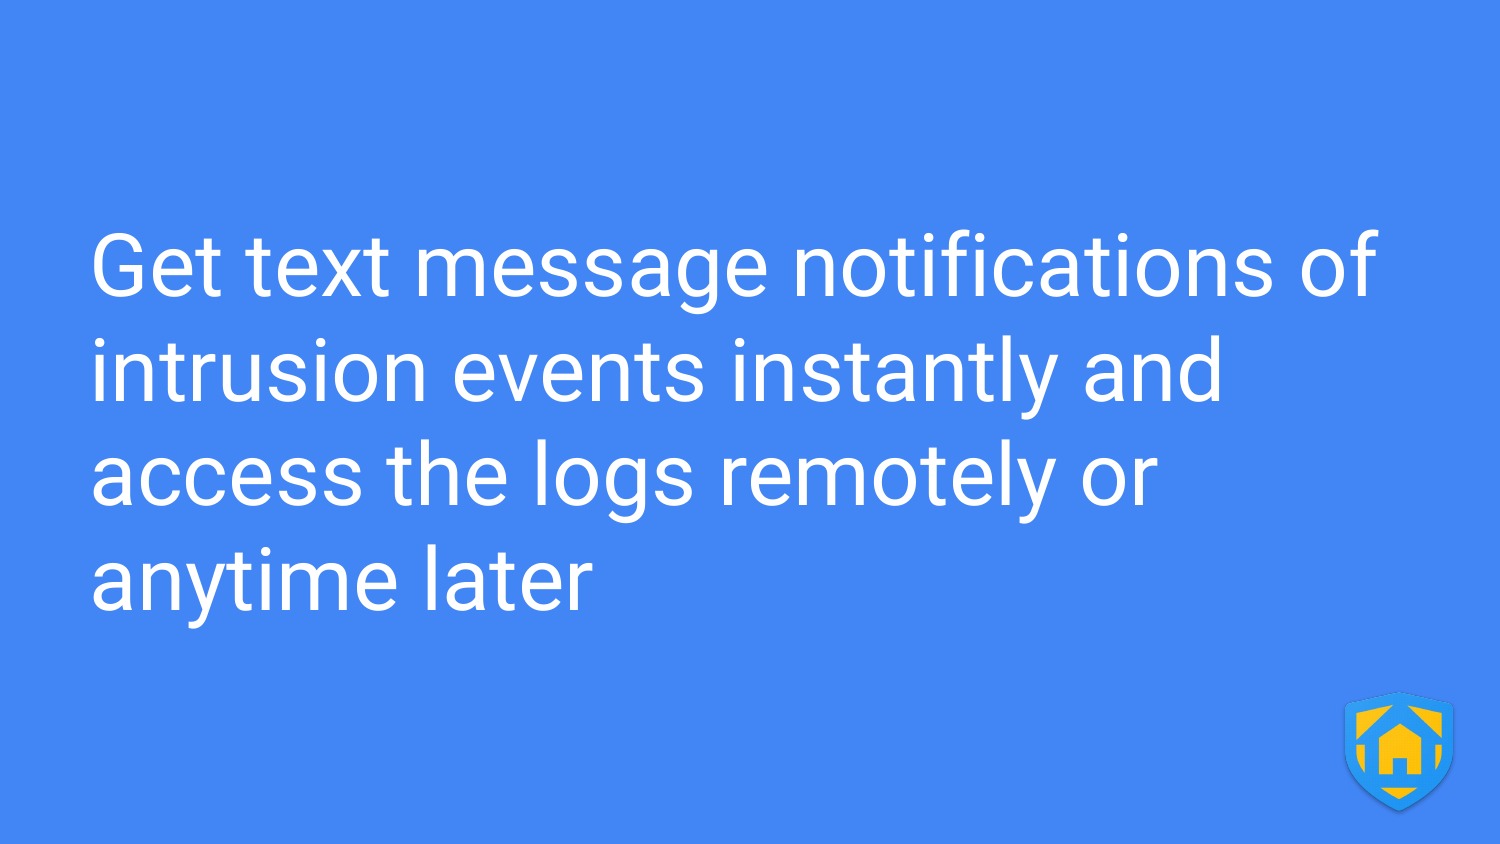 Get text message notifications of
intrusion events instantly and
access the logs remotely or
anytime later